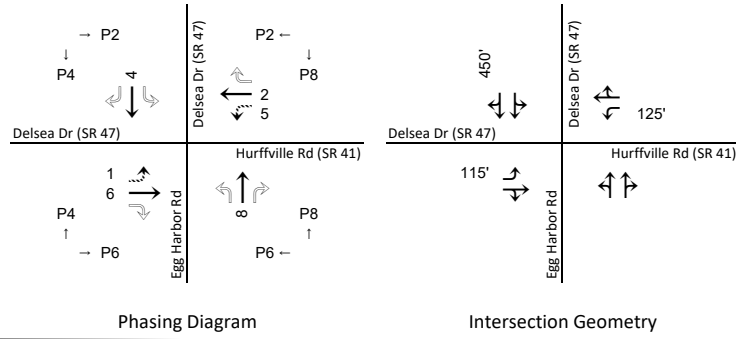 → P2
↓
P4
4
Delsea Dr (SR 47)
P2 ←
↓
P8
2
5
Delsea Dr (SR 47)
Hurffville Rd (SR 41)
1
6
P4
↑
→ P6
Egg Harbor Rd
8
P8
↑
P6 ←
Phasing Diagram
450'
Delsea Dr (SR 47)
125'
Delsea Dr (SR 47)
Hurffville Rd (SR 41)
115'
Egg Harbor Rd
Intersection Geometry